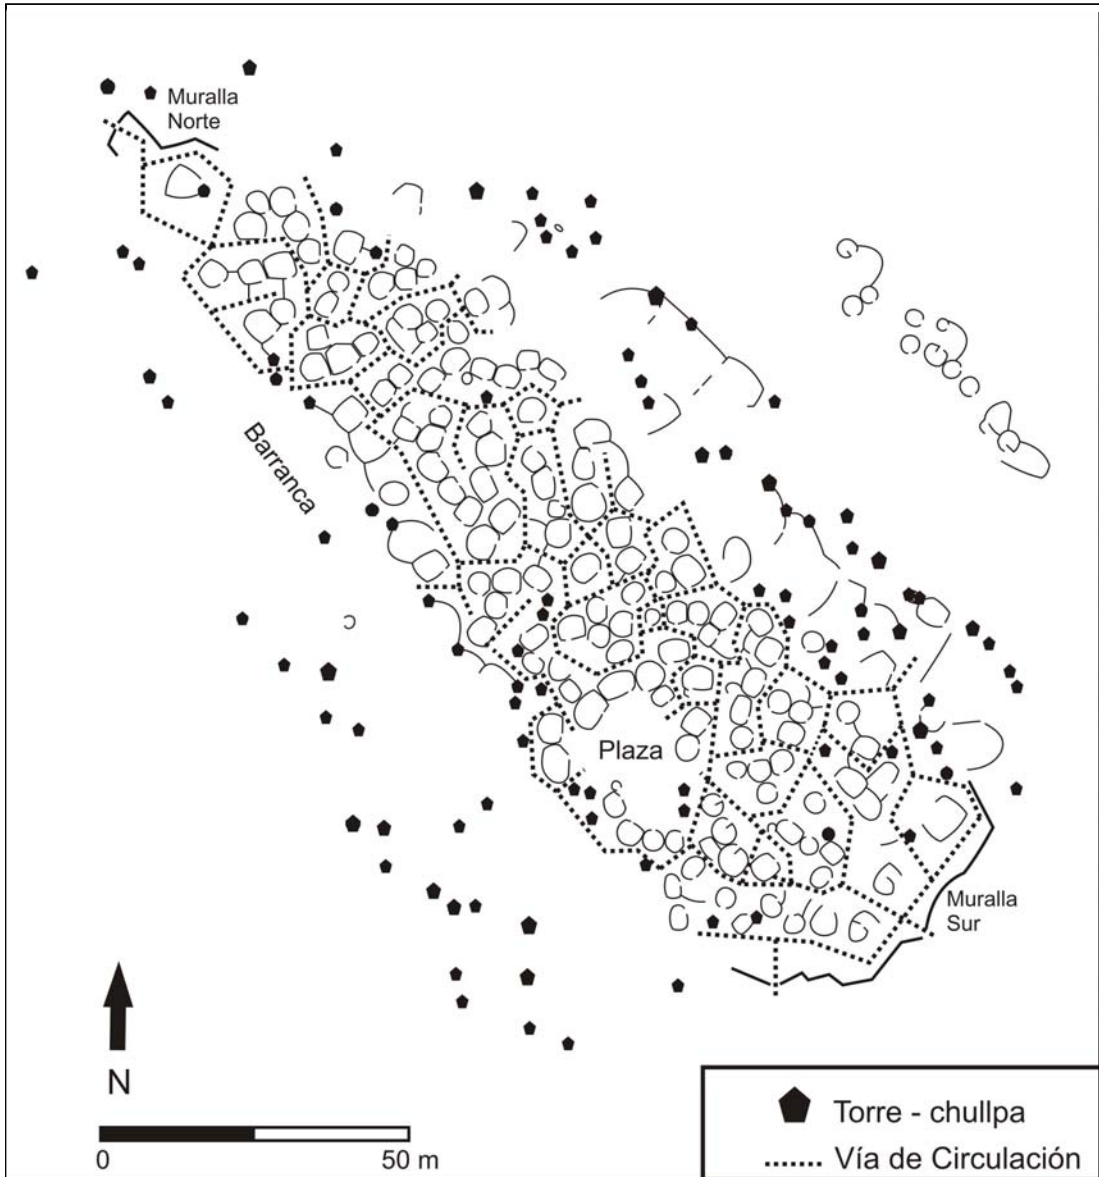 Muralla
Norte
Barranca
Plaza
Muralla
Sur
N
0 50 m
Torre - chullpa
Vía de Circulación